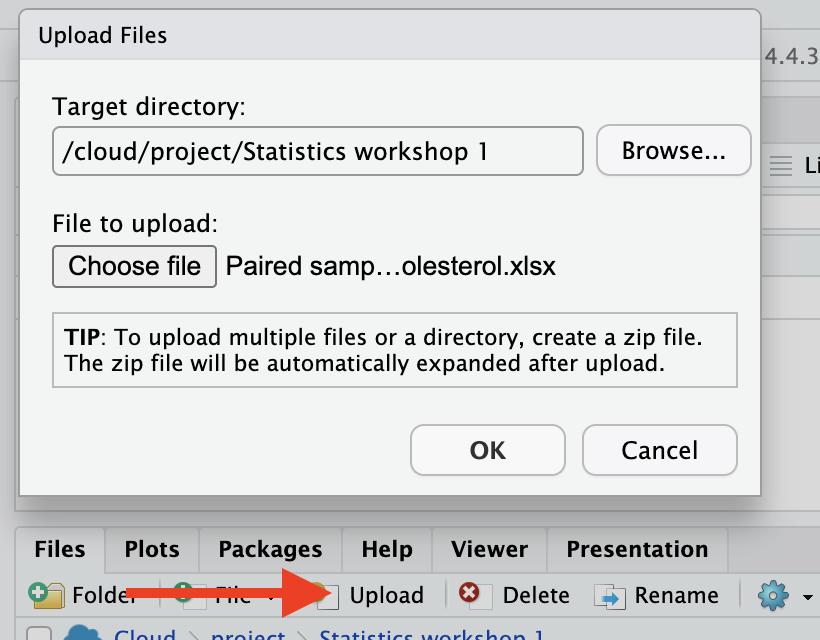 Upload Files
4.4.3
Target directory:
/cloud/project/Statistics workshop 1
Browse...
Li
File to upload:
Choose file Paired samp...olesterol.xlsx
TIP: To upload multiple files or a directory, create a zip file.
The zip file will be automatically expanded after upload.
OK Cancel
Files Plots Packages Help Viewer Presentation
Folder File Upload Delete Rename
Cloud project Statistics workshop 1